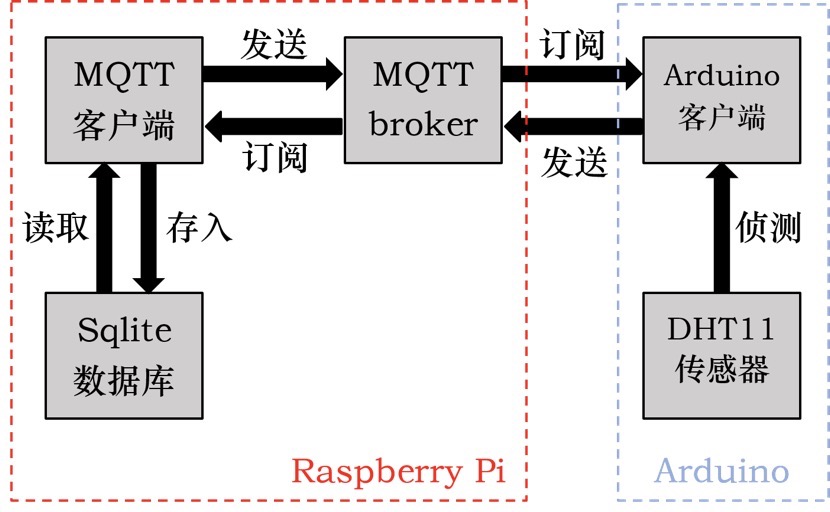 发送
订阅
MQTT
客户端
MQTT
broker
Arduino
客户端
订阅
发送
读取
存入
侦测
Sqlite
数据库
DHT11
传感器
Raspberry Pi
Arduino